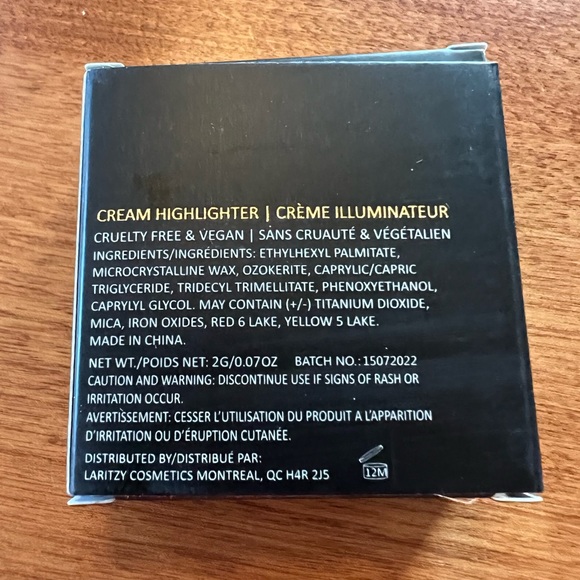 CREAM HIGHLIGHTER | CRÈME ILLUMINATEUR
CRUELTY FREE & VEGAN | SANS CRUAUTÉ & VÉGÉTALIEN
INGREDIENTS/INGRÉDIENTS: ETHYLHEXYL PALMITATE,
MICROCRYSTALLINE WAX, OZOKERITE, CAPRYLIC/CAPRIC
TRIGLYCERIDE, TRIDECYL TRIMELLITATE, PHENOXYETHANOL,
CAPRYLYL GLYCOL. MAY CONTAIN (+/-) TITANIUM DIOXIDE,
MICA, IRON OXIDES, RED 6 LAKE, YELLOW 5 LAKE.
MADE IN CHINA.
NET WT./POIDS NET: 2G/0.07OZ BATCH NO.: 15072022
CAUTION AND WARNING: DISCONTINUE USE IF SIGNS OF RASH OR
IRRITATION OCCUR.
AVERTISSEMENT: CESSER L'UTILISATION DU PRODUIT A L'APPARITION
D'IRRITATION OU D'ÉRUPTION CUTANÉE.
DISTRIBUTED BY/DISTRIBUÉ PAR:
LARITZY COSMETICS MONTREAL, QC H4R 2J5
12M